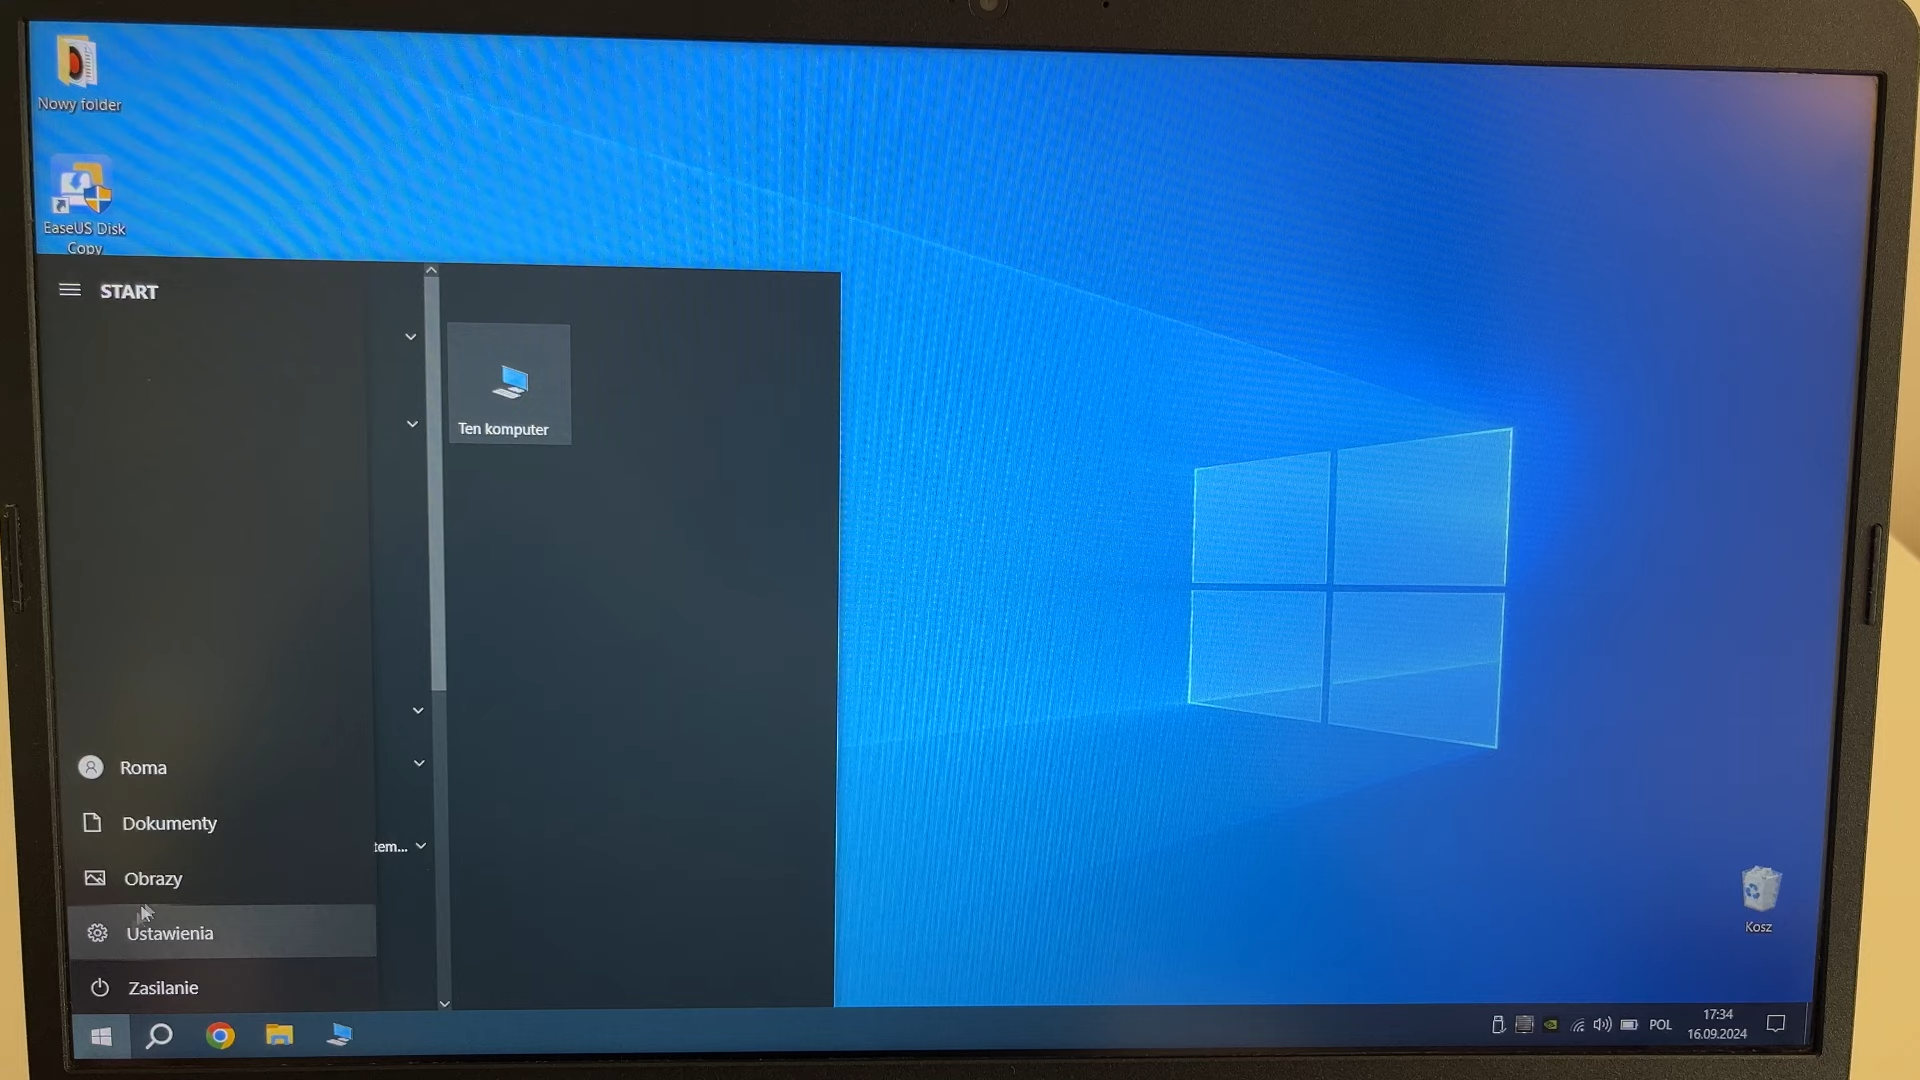 Nowy folder
EaseUS Disk
Copy
START
Ten komputer
Roma
Dokumenty
tem...
Obrazy
Ustawienia
Zasilanie
POL
17:34
16.09.2024
Kosz